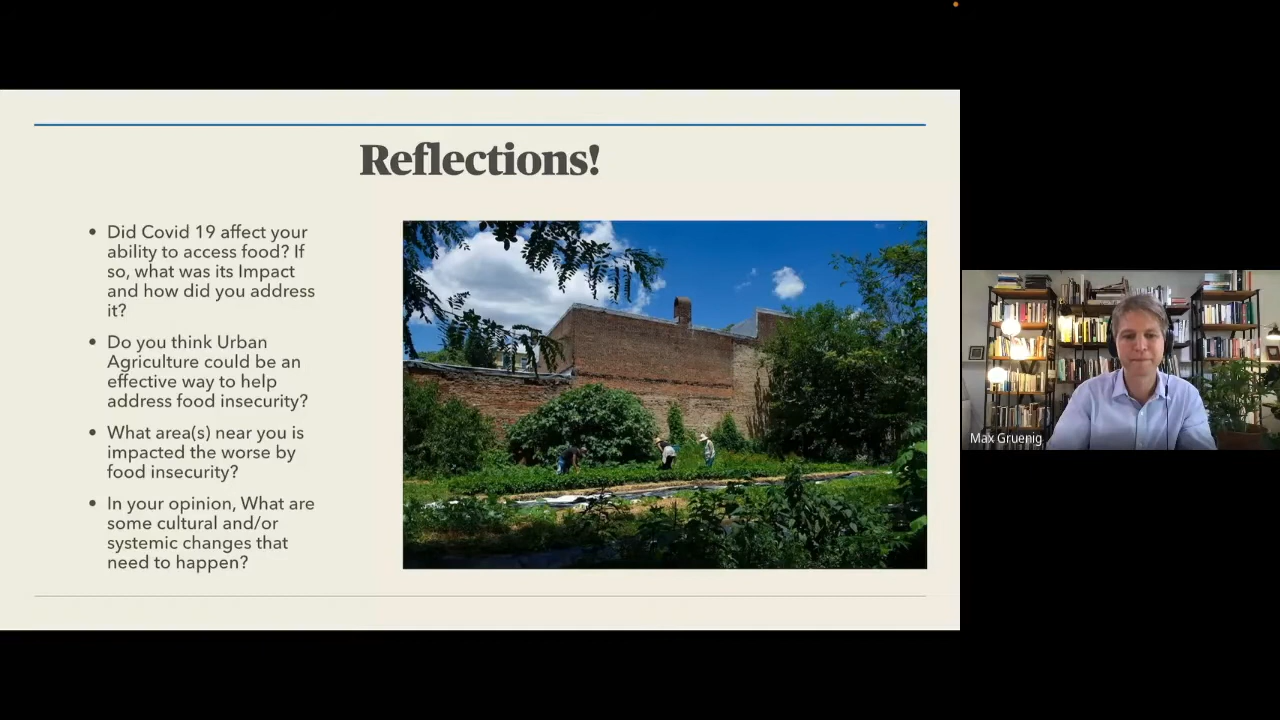 Reflections!
• Did Covid 19 affect your
ability to access food? If
so, what was its Impact
and how did you address
it?
• Do you think Urban
Agriculture could be an
effective way to help
address food insecurity?
• What area(s) near you is
impacted the worse by
food insecurity?
• In your opinion, What are
some cultural and/or
systemic changes that
need to happen?
Max Gruenig